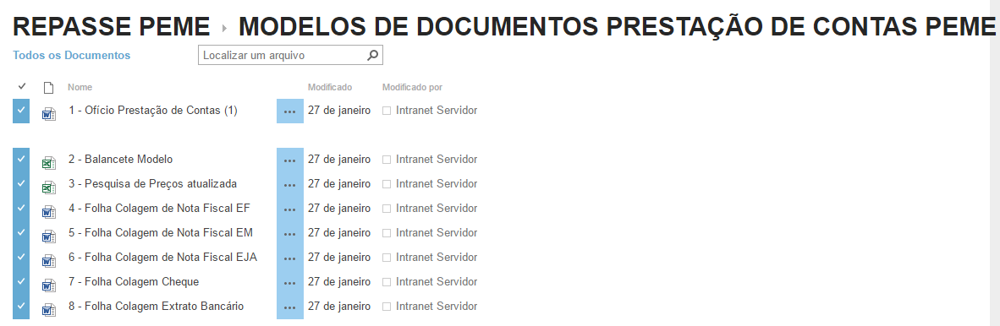 REPASSE PEME ▸ MODELOS DE DOCUMENTOS PRESTAÇÃO DE CONTAS PEME
Todos os Documentos Localizar um arquivo
Nome Modificado Modificado por
1 - Ofício Prestação de Contas (1) ... 27 de janeiro Intranet Servidor
2 - Balancete Modelo ... 27 de janeiro Intranet Servidor
3 - Pesquisa de Preços atualizada ... 27 de janeiro Intranet Servidor
4 - Folha Colagem de Nota Fiscal EF ... 27 de janeiro Intranet Servidor
5 - Folha Colagem de Nota Fiscal EM ... 27 de janeiro Intranet Servidor
6 - Folha Colagem de Nota Fiscal EJA ... 27 de janeiro Intranet Servidor
7 - Folha Colagem Cheque ... 27 de janeiro Intranet Servidor
8 - Folha Colagem Extrato Bancário ... 27 de janeiro Intranet Servidor